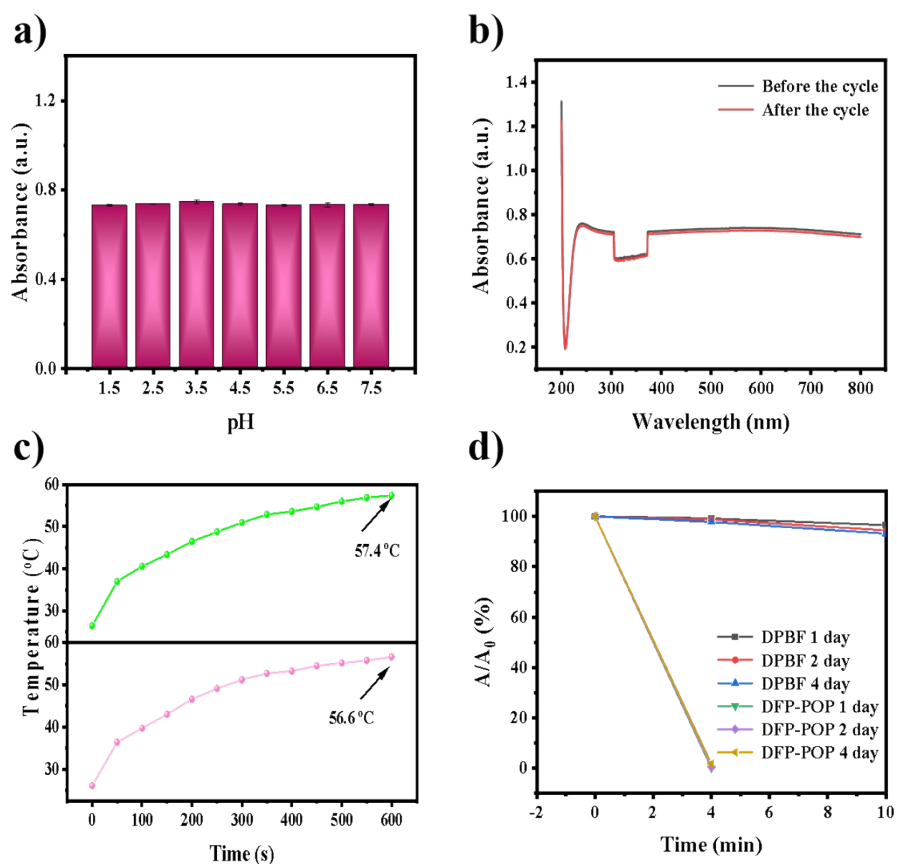 a)
Absorbance (a.u.)
1.2
0.8
0.4
0.0
1.5 2.5 3.5 4.5 5.5 6.5 7.5
pH
b)
Absorbance (a.u.)
1.4
1.2
1.0
0.8
0.6
0.4
0.2
Before the cycle
After the cycle
200 300 400 500 600 700 800
Wavelength (nm)
c)
Temperature (°C)
60
50
40
30
57.4 °C
60
50
40
30
56.6 °C
0 100 200 300 400 500 600
Time (s)
d)
A/A0 (%)
100
80
60
40
20
0
DPBF 1 day
DPBF 2 day
DPBF 4 day
DFP-POP 1 day
DFP-POP 2 day
DFP-POP 4 day
-2 0 2 4 6 8 10
Time (min)